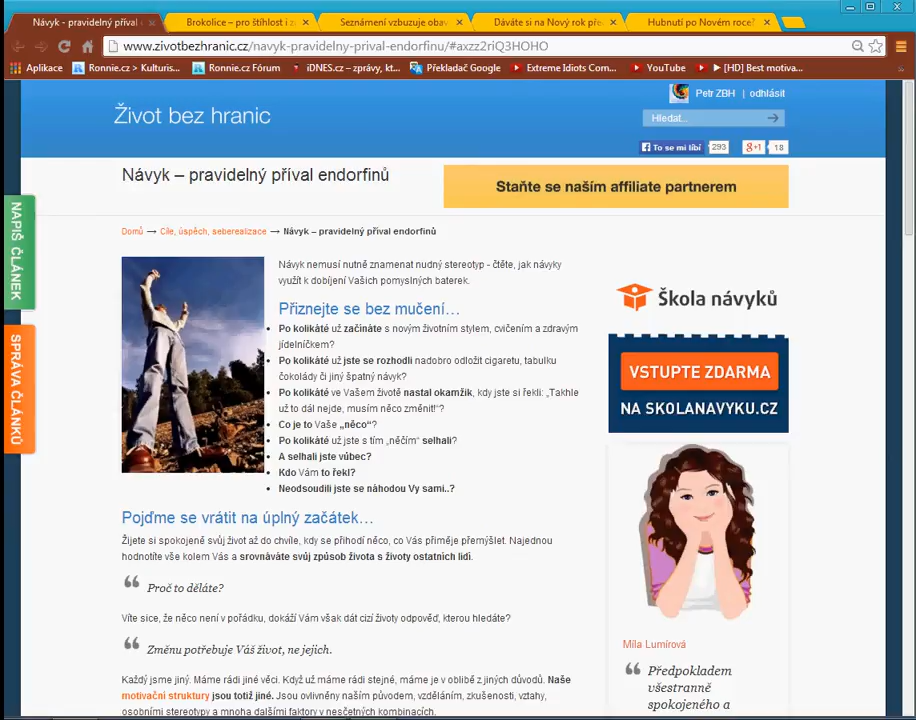 Návyk – pravidelný příval
Brokolice – pro štíhlost i z
Seznámení vzbuzuje obav
Dáváte si na Nový rok pře
Hubnutí po Novém roce?
www.zivotbezhranic.cz/navyk-pravidelny-prival-endorfinu/#axzz2riQ3HOHO
Aplikace
Ronnie.cz > Kulturis...
Ronnie.cz Fórum
iDNES.cz – zprávy, kt...
Překladač Google
Extreme Idiots Com...
YouTube
[HD] Best motiva...
Petr ZBH | odhlásit
Život bez hranic
Hledat...
To se mi líbí 293
g+1 18
Návyk – pravidelný příval endorfinů
Staňte se naším affiliate partnerem
NAPIŠ ČLÁNEK
SPRÁVA ČLÁNKŮ
Domů → Cíle, úspěch, seberealizace → Návyk – pravidelný příval endorfinů
Návyk nemusí nutně znamenat nudný stereotyp - čtěte, jak návyky
využít k dobíjení Vašich pomyslných baterek.
Přiznejte se bez mučení…
Po kolikáté už začínáte s novým životním stylem, cvičením a zdravým
jídelníčkem?
Po kolikáté už jste se rozhodli nadobro odložit cigaretu, tabulku
čokolády či jiný špatný návyk?
Po kolikáté ve Vašem životě nastal okamžik, kdy jste si řekli: „Takhle
už to dál nejde, musím něco změnit!“?
Co je to Vaše „něco“?
Po kolikáté už jste s tím „něčím“ selhali?
A selhali jste vůbec?
Kdo Vám to řekl?
Neodsoudili jste se náhodou Vy sami..?
Pojďme se vrátit na úplný začátek…
Žijete si spokojeně svůj život až do chvíle, kdy se přihodí něco, co Vás přiměje přemýšlet. Najednou
hodnotíte vše kolem Vás a srovnáváte svůj způsob života s životy ostatních lidí.
Proč to děláte?
Víte sice, že něco není v pořádku, dokáží Vám však dát cizí životy odpověď, kterou hledáte?
Změnu potřebuje Váš život, ne jejich.
Každý jsme jiný. Máme rádi jiné věci. Když už máme rádi stejné, máme je v oblibě z jiných důvodů. Naše
motivační struktury jsou totiž jiné. Jsou ovlivněny naším původem, vzděláním, zkušenosti, vztahy,
osobními stereotypy a mnoha dalšími faktory v nesčetných kombinacích.
Škola návyků
VSTUPTE ZDARMA
NA SKOLANAVYKU.CZ
Míla Lumírová
Předpokladem
všestranně
spokojeného a